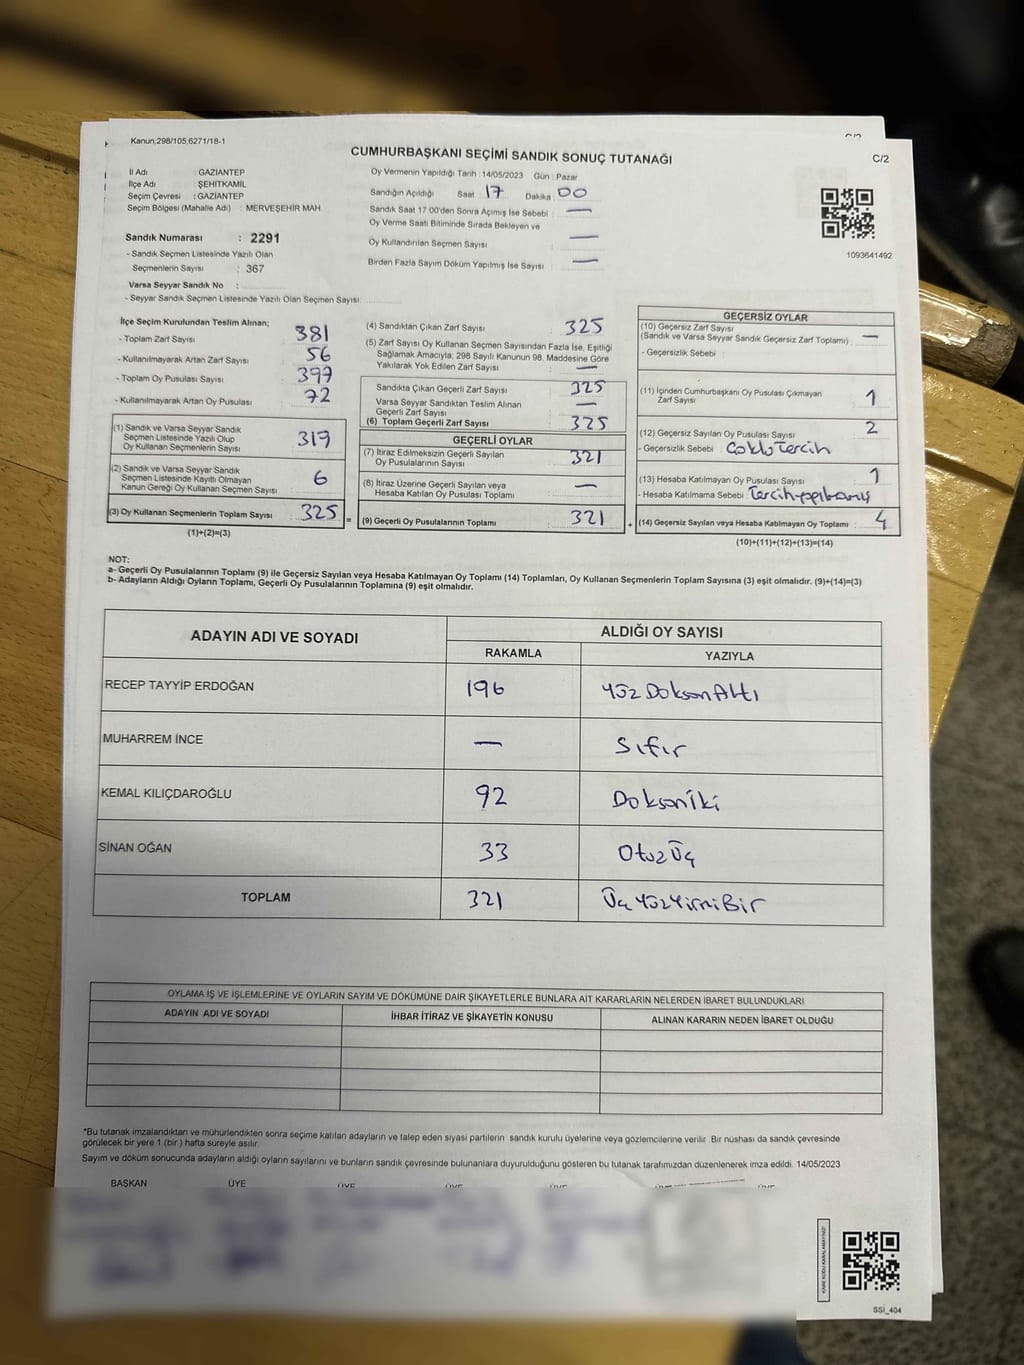 Kanun:298/105,6271/18-1
C/2
C/2
CUMHURBAŞKANI SEÇİMİ SANDIK SONUÇ TUTANAĞI
İl Adı : GAZİANTEP
İlçe Adı : ŞEHİTKAMİL
Seçim Çevresi : GAZİANTEP
Seçim Bölgesi (Mahalle Adı) : MERVEŞEHİR MAH.
Sandık Numarası : 2291
- Sandık Seçmen Listesinde Yazılı Olan
Seçmenlerin Sayısı : 367
Varsa Seyyar Sandık No :
- Seyyar Sandık Seçmen Listesinde Yazılı Olan Seçmen Sayısı:
Oy Vermenin Yapıldığı Tarih : 14/05/2023 Gün : Pazar
Sandığın Açıldığı Saat : 17 Dakika : 00
Sandık Saat 17:00'den Sonra Açılmış İse Sebebi : —
Oy Verme Saati Bitiminde Sırada Bekleyen ve
Oy Kullandırılan Seçmen Sayısı : —
Birden Fazla Sayım Döküm Yapılmış İse Sayısı : —
1093641492
İlçe Seçim Kurulundan Teslim Alınan;
- Toplam Zarf Sayısı : 381
- Kullanılmayarak Artan Zarf Sayısı : 56
- Toplam Oy Pusulası Sayısı : 397
- Kullanılmayarak Artan Oy Pusulası : 72
(1) Sandık ve Varsa Seyyar Sandık
Seçmen Listesinde Yazılı Olup
Oy Kullanan Seçmenlerin Sayısı : 319
(2) Sandık ve Varsa Seyyar Sandık
Seçmen Listesinde Kayıtlı Olmayan
Kanun Gereği Oy Kullanan Seçmen Sayısı : 6
(3) Oy Kullanan Seçmenlerin Toplam Sayısı : 325 =
(1)+(2)=(3)
(4) Sandıktan Çıkan Zarf Sayısı : 325
(5) Zarf Sayısı Oy Kullanan Seçmen Sayısından Fazla İse, Eşitliği
Sağlamak Amacıyla, 298 Sayılı Kanunun 98. Maddesine Göre
Yakılarak Yok Edilen Zarf Sayısı : —
Sandıkta Çıkan Geçerli Zarf Sayısı : 325
Varsa Seyyar Sandıktan Teslim Alınan
Geçerli Zarf Sayısı : —
(6) Toplam Geçerli Zarf Sayısı : 325
GEÇERLİ OYLAR
(7) İtiraz Edilmeksizin Geçerli Sayılan
Oy Pusulalarının Sayısı : 321
(8) İtiraz Üzerine Geçerli Sayılan veya
Hesaba Katılan Oy Pusulası Toplamı : —
(9) Geçerli Oy Pusulalarının Toplamı : 321 +
GEÇERSİZ OYLAR
(10) Geçersiz Zarf Sayısı
(Sandık ve Varsa Seyyar Sandık Geçersiz Zarf Toplamı) : —
- Geçersizlik Sebebi :
(11) İçinden Cumhurbaşkanı Oy Pusulası Çıkmayan
Zarf Sayısı : 1
(12) Geçersiz Sayılan Oy Pusulası Sayısı : 2
- Geçersizlik Sebebi : Çoklu Tercih
(13) Hesaba Katılmayan Oy Pusulası Sayısı : 1
- Hesaba Katılmama Sebebi :
(14) Geçersiz Sayılan veya Hesaba Katılmayan Oy Toplamı : 4
(10)+(11)+(12)+(13)=(14)
NOT:
a- Geçerli Oy Pusulalarının Toplamı (9) ile Geçersiz Sayılan veya Hesaba Katılmayan Oy Toplamı (14) Toplamları, Oy Kullanan Seçmenlerin Toplam Sayısına (3) eşit olmalıdır. (9)+(14)=(3)
b- Adayların Aldığı Oyların Toplamı, Geçerli Oy Pusulalarının Toplamına (9) eşit olmalıdır.
ADAYIN ADI VE SOYADI
ALDIĞI OY SAYISI
RAKAMLA YAZIYLA
RECEP TAYYİP ERDOĞAN 196 Yüz Doksan Altı
MUHARREM İNCE — Sıfır
KEMAL KILIÇDAROĞLU 92 Doksan İki
SİNAN OĞAN 33 Otuz Üç
TOPLAM 321 Üç Yüz Yirmi Bir
OYLAMA İŞ VE İŞLEMLERİNE VE OYLARIN SAYIM VE DÖKÜMÜNE DAİR ŞİKAYETLERLE BUNLARA AİT KARARLARIN NELERDEN İBARET BULUNDUKLARI
ADAYIN ADI VE SOYADI İHBAR İTİRAZ VE ŞİKAYETİN KONUSU ALINAN KARARIN NEDEN İBARET OLDUĞU
*Bu tutanak imzalandıktan ve mühürlendikten sonra seçime katılan adayların ve talep eden siyasi partilerin sandık kurulu üyelerine veya gözlemcilerine verilir. Bir nüshası da sandık çevresinde
görülecek bir yere 1 (bir) hafta süreyle asılır.
Sayım ve döküm sonucunda adayların aldığı oyların sayılarını ve bunların sandık çevresinde bulunanlara duyurulduğunu gösteren bu tutanak tarafımızdan düzenlenerek imza edildi. 14/05/2023
BAŞKAN ÜYE ÜYE ÜYE ÜYE ÜYE
SSİ_404